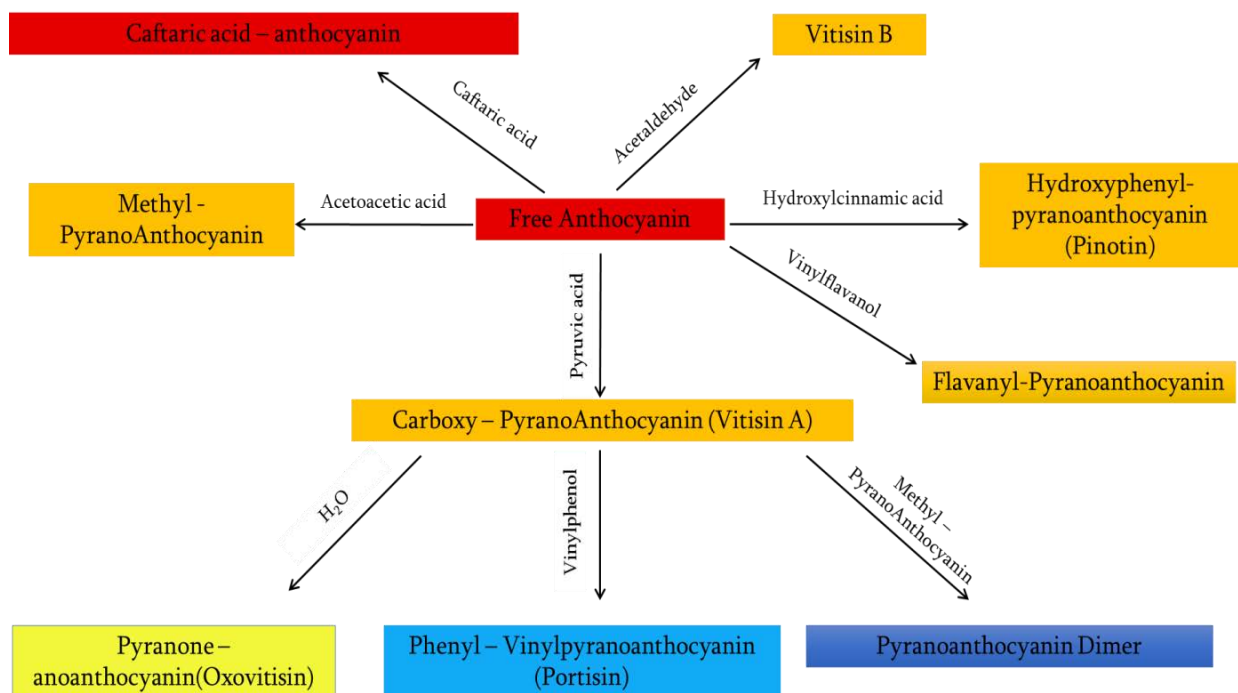 Caftaric acid – anthocyanin
Vitisin B
Caftaric acid
Acetaldehyde
Methyl -
PyranoAnthocyanin
Acetoacetic acid
Free Anthocyanin
Hydroxylcinnamic acid
Hydroxyphenyl-
pyranoanthocyanin
(Pinotin)
Vinylflavanol
Pyruvic acid
Flavanyl-Pyranoanthocyanin
Carboxy – PyranoAnthocyanin (Vitisin A)
H₂O
Vinylphenol
Methyl –
PyranoAnthocyanin
Pyranone –
anoanthocyanin(Oxovitisin)
Phenyl – Vinylpyranoanthocyanin
(Portisin)
Pyranoanthocyanin Dimer